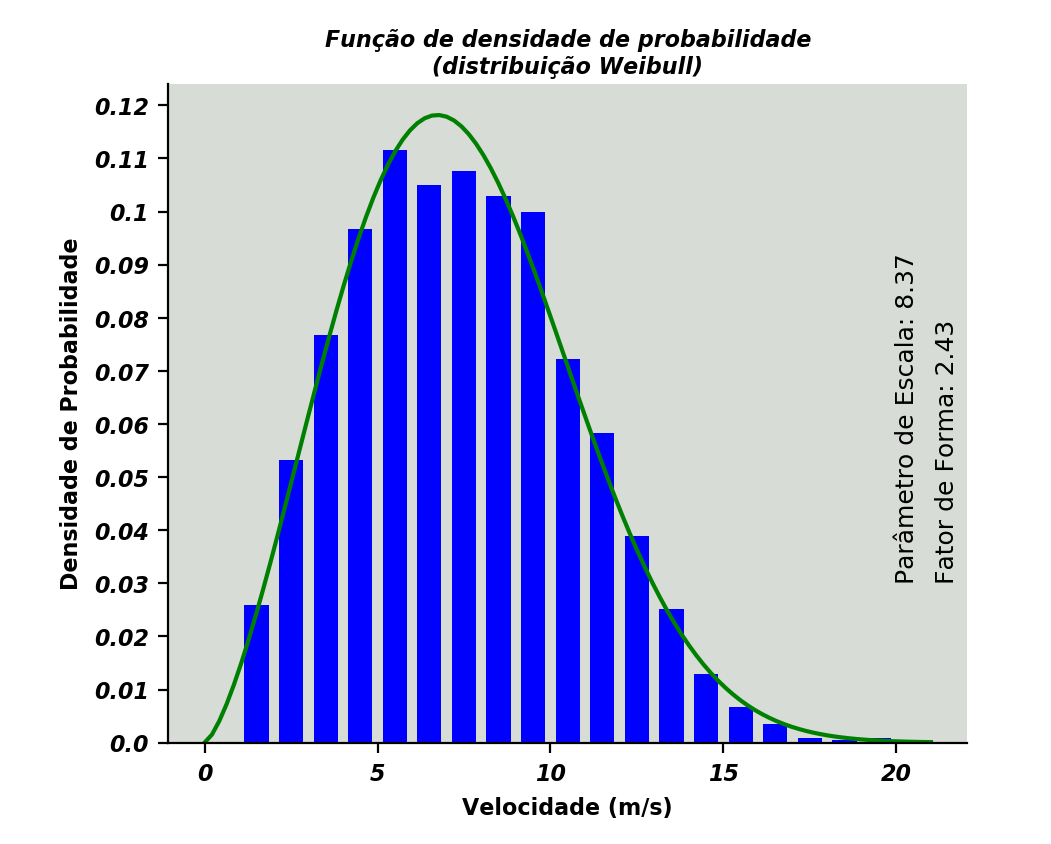 Função de densidade de probabilidade
(distribuição Weibull)
0.12
0.11
0.1
0.09
0.08
0.07
0.06
0.05
0.04
0.03
0.02
0.01
0.0
Densidade de Probabilidade
Parâmetro de Escala: 8.37
Fator de Forma: 2.43
0 5 10 15 20
Velocidade (m/s)